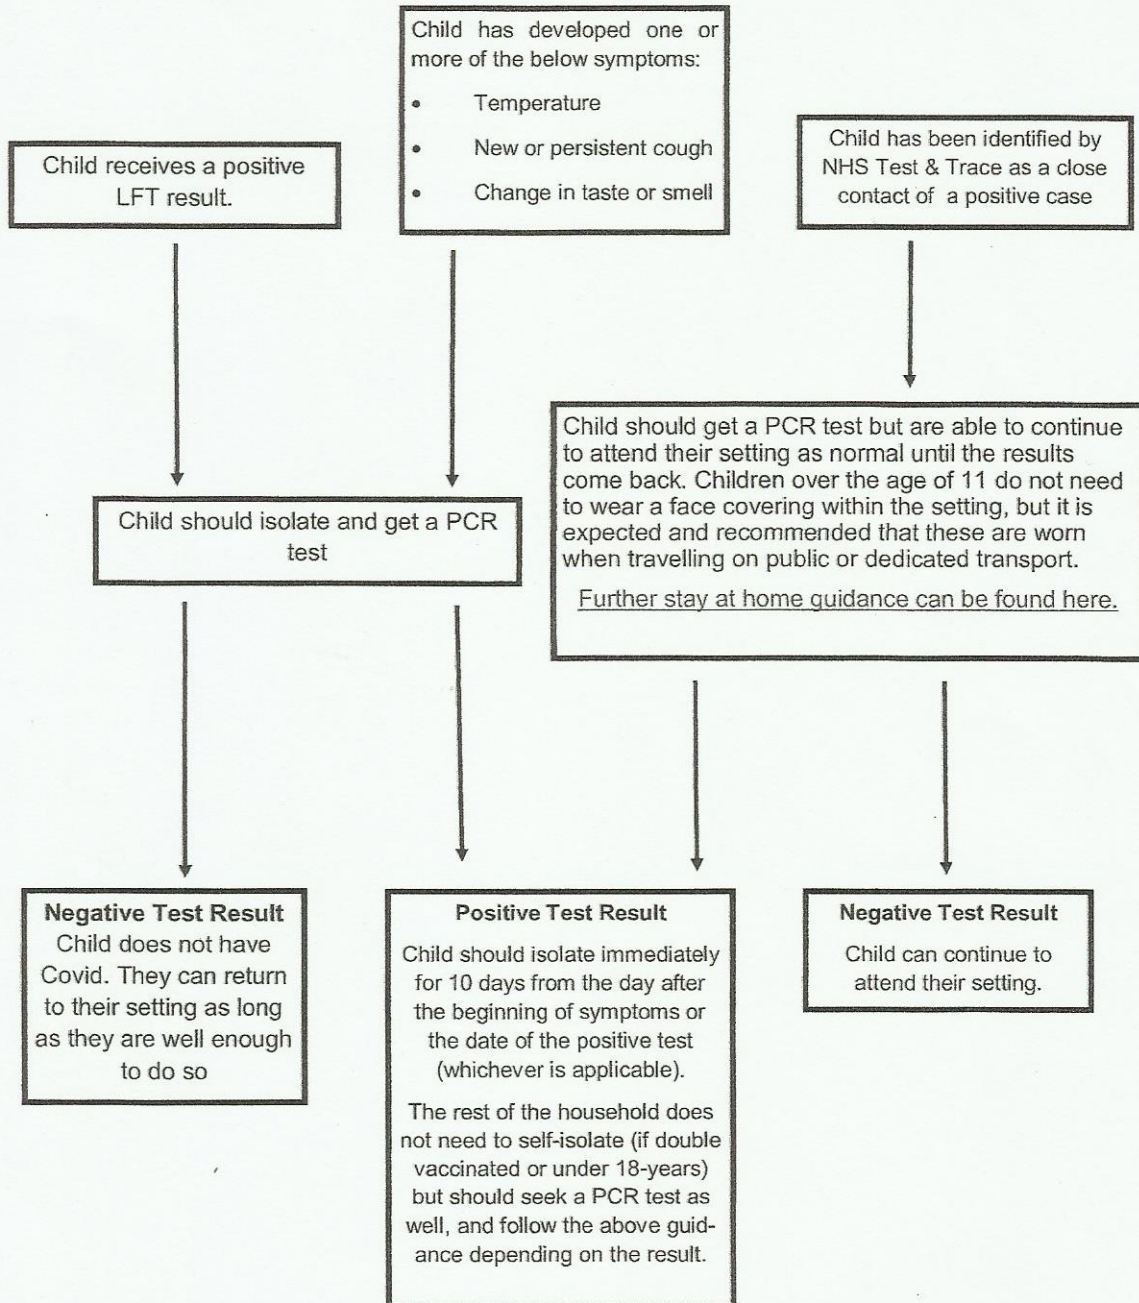 Child has developed one or
more of the below symptoms:
• Temperature
• New or persistent cough
• Change in taste or smell
Child receives a positive
LFT result.
Child has been identified by
NHS Test & Trace as a close
contact of a positive case
Child should isolate and get a PCR
test
Child should get a PCR test but are able to continue
to attend their setting as normal until the results
come back. Children over the age of 11 do not need
to wear a face covering within the setting, but it is
expected and recommended that these are worn
when travelling on public or dedicated transport.
Further stay at home guidance can be found here.
Negative Test Result
Child does not have
Covid. They can return
to their setting as long
as they are well enough
to do so
Positive Test Result
Child should isolate immediately
for 10 days from the day after
the beginning of symptoms or
the date of the positive test
(whichever is applicable).
The rest of the household does
not need to self-isolate (if double
vaccinated or under 18-years)
but should seek a PCR test as
well, and follow the above guid-
ance depending on the result.
Negative Test Result
Child can continue to
attend their setting.